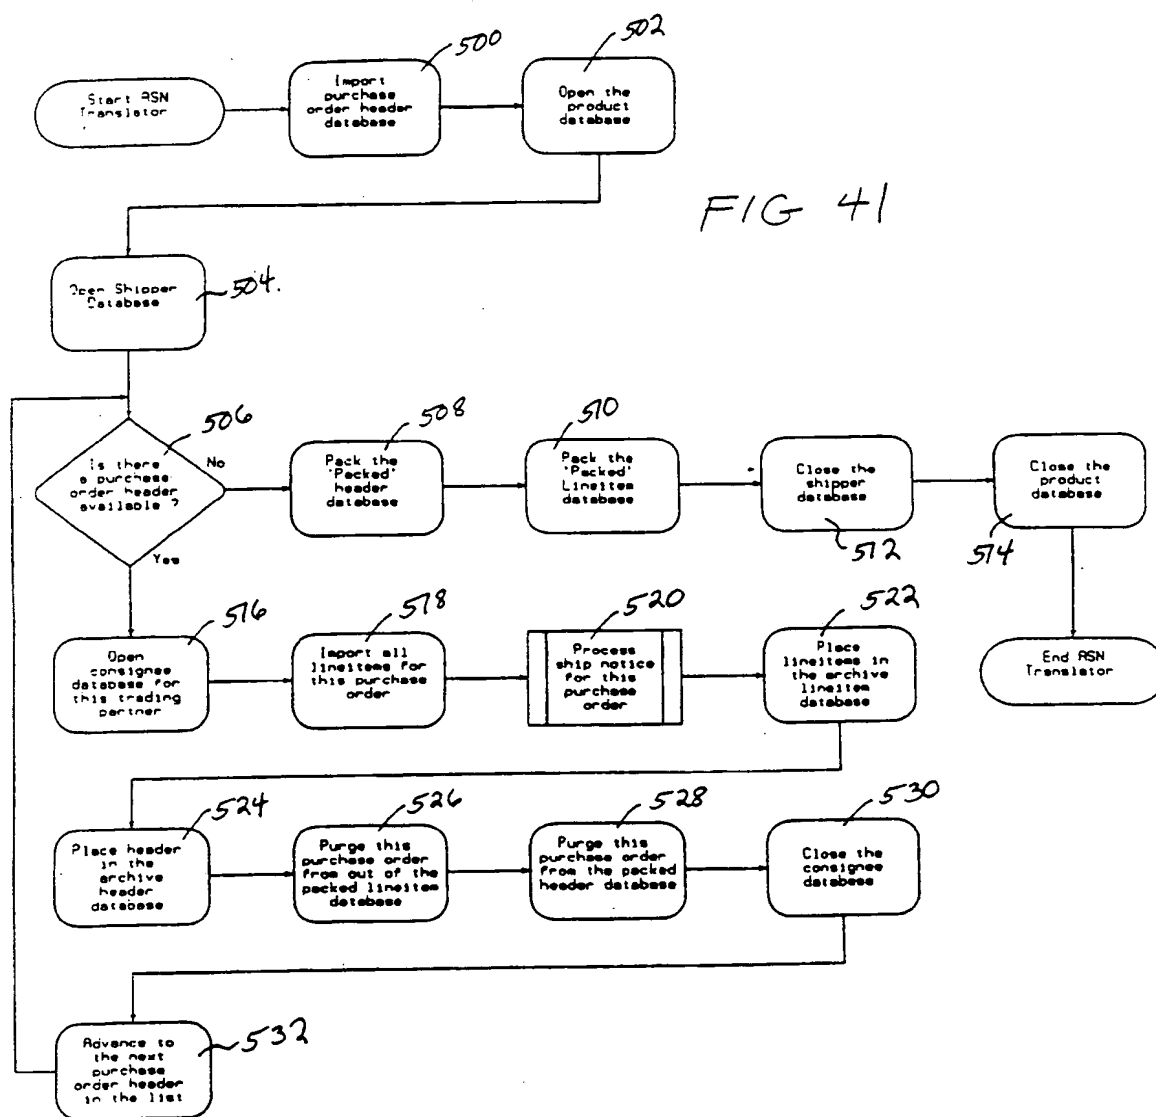 500
502
Start ASN
Translator
Import
purchase
order header
database
Open the
product
database
FIG 41
Open Shipper
Database
504.
506
508
510
Is there
a purchase
order header
available ?
No
Yes
Pack the
'Packed'
header
database
Pack the
'Packed'
Lineitem
database
Close the
shipper
database
512
Close the
product
database
514
516
518
520
522
Open
consignee
database for
this trading
partner
Import all
lineitems for
this purchase
order
Process
ship notice
for this
purchase
order
Place
lineitems in
the archive
lineitem
database
End ASN
Translator
524
526
528
530
Place header
in the
archive
header
database
Purge this
purchase order
from out of the
packed lineitem
database
Purge this
purchase order
from the packed
header database
Close the
consignee
database
532
Advance to
the next
purchase
order header
in the list